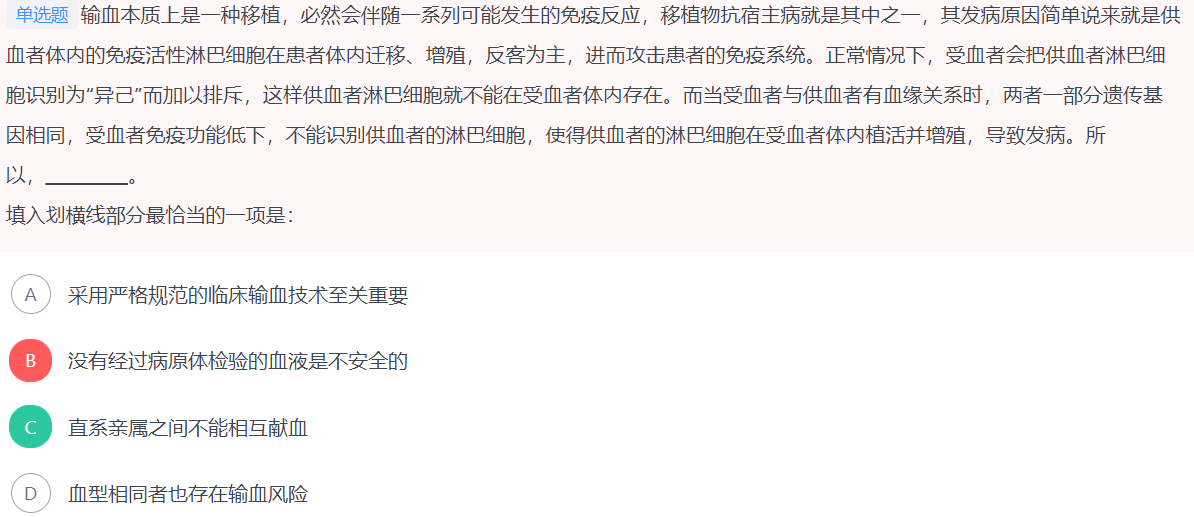 单选题 输血本质上是一种移植，必然会伴随一系列可能发生的免疫反应，移植物抗宿主病就是其中之一，其发病原因简单说来就是供
血者体内的免疫活性淋巴细胞在患者体内迁移、增殖，反客为主，进而攻击患者的免疫系统。正常情况下，受血者会把供血者淋巴细
胞识别为“异己”而加以排斥，这样供血者淋巴细胞就不能在受血者体内存在。而当受血者与供血者有血缘关系时，两者一部分遗传基
因相同，受血者免疫功能低下，不能识别供血者的淋巴细胞，使得供血者的淋巴细胞在受血者体内植活并增殖，导致发病。所
以，________。
填入划横线部分最恰当的一项是：
A 采用严格规范的临床输血技术至关重要
B 没有经过病原体检验的血液是不安全的
C 直系亲属之间不能相互献血
D 血型相同者也存在输血风险